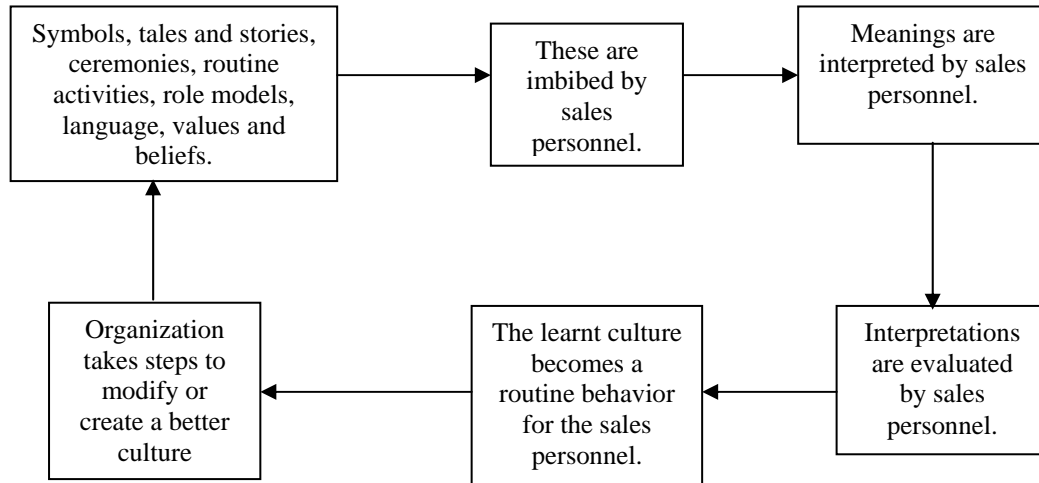 Symbols, tales and stories,
ceremonies, routine
activities, role models,
language, values and
beliefs.
These are
imbibed by
sales
personnel.
Meanings are
interpreted by sales
personnel.
Interpretations
are evaluated
by sales
personnel.
The learnt culture
becomes a
routine behavior
for the sales
personnel.
Organization
takes steps to
modify or
create a better
culture